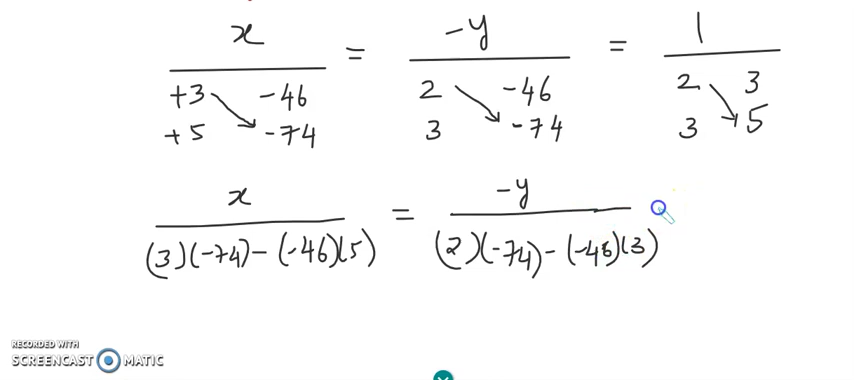 x = -y = 1
+3 -46 2 -46 2 3
+5 -74 3 -74 3 5
x = -y
(3)(-74) - (-46)(5) (2)(-74) - (-46)(3)
RECORDED WITH
SCREENCAST MATIC